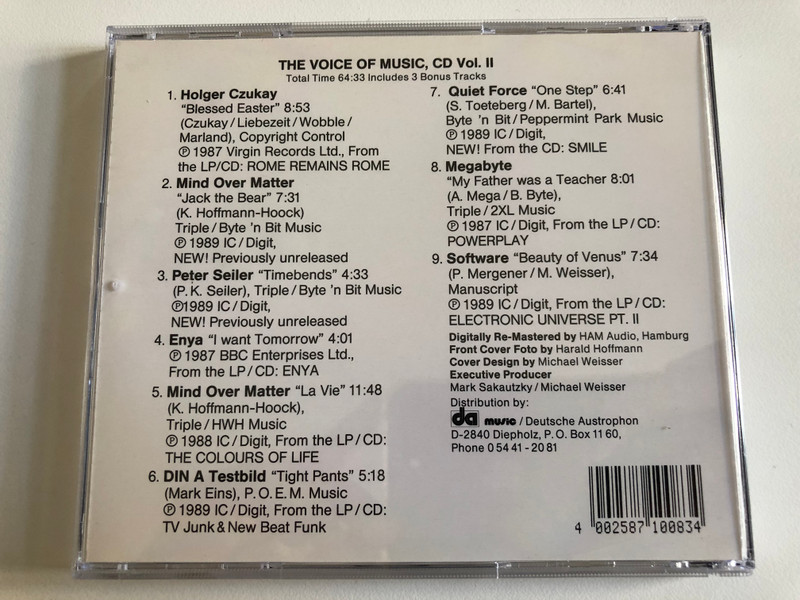 THE VOICE OF MUSIC, CD Vol. II
Total Time 64:33 Includes 3 Bonus Tracks
1. Holger Czukay
"Blessed Easter" 8:53
(Czukay / Liebezeit / Wobble /
Marland), Copyright Control
℗ 1987 Virgin Records Ltd., From
the LP/CD: ROME REMAINS ROME
2. Mind Over Matter
"Jack the Bear" 7:31
(K. Hoffmann-Hoock)
Triple / Byte 'n Bit Music
℗ 1989 IC / Digit,
NEW! Previously unreleased
3. Peter Seiler "Timebends" 4:33
(P. K. Seiler), Triple / Byte 'n Bit Music
℗1989 IC / Digit,
NEW! Previously unreleased
4. Enya "I want Tomorrow" 4:01
℗ 1987 BBC Enterprises Ltd.,
From the LP / CD: ENYA
5. Mind Over Matter "La Vie" 11:48
(K. Hoffmann-Hoock),
Triple / HWH Music
℗ 1988 IC / Digit, From the LP / CD:
THE COLOURS OF LIFE
6. DIN A Testbild "Tight Pants" 5:18
(Mark Eins), P. O. E. M. Music
℗ 1989 IC / Digit, From the LP / CD:
TV Junk & New Beat Funk
7. Quiet Force "One Step" 6:41
(S. Toeteberg / M. Bartel),
Byte 'n Bit / Peppermint Park Music
℗ 1989 IC / Digit,
NEW! From the CD: SMILE
8. Megabyte
"My Father was a Teacher 8:01
(A. Mega / B. Byte),
Triple / 2XL Music
℗ 1987 IC / Digit, From the LP / CD:
POWERPLAY
9. Software "Beauty of Venus" 7:34
(P. Mergener / M. Weisser),
Manuscript
℗ 1989 IC / Digit, From the LP / CD:
ELECTRONIC UNIVERSE PT. II
Digitally Re-Mastered by HAM Audio, Hamburg
Front Cover Foto by Harald Hoffmann
Cover Design by Michael Weisser
Executive Producer
Mark Sakautzky / Michael Weisser
Distribution by:
da music / Deutsche Austrophon
D-2840 Diepholz, P. O. Box 11 60,
Phone 0 54 41 - 20 81
4 002587 100834